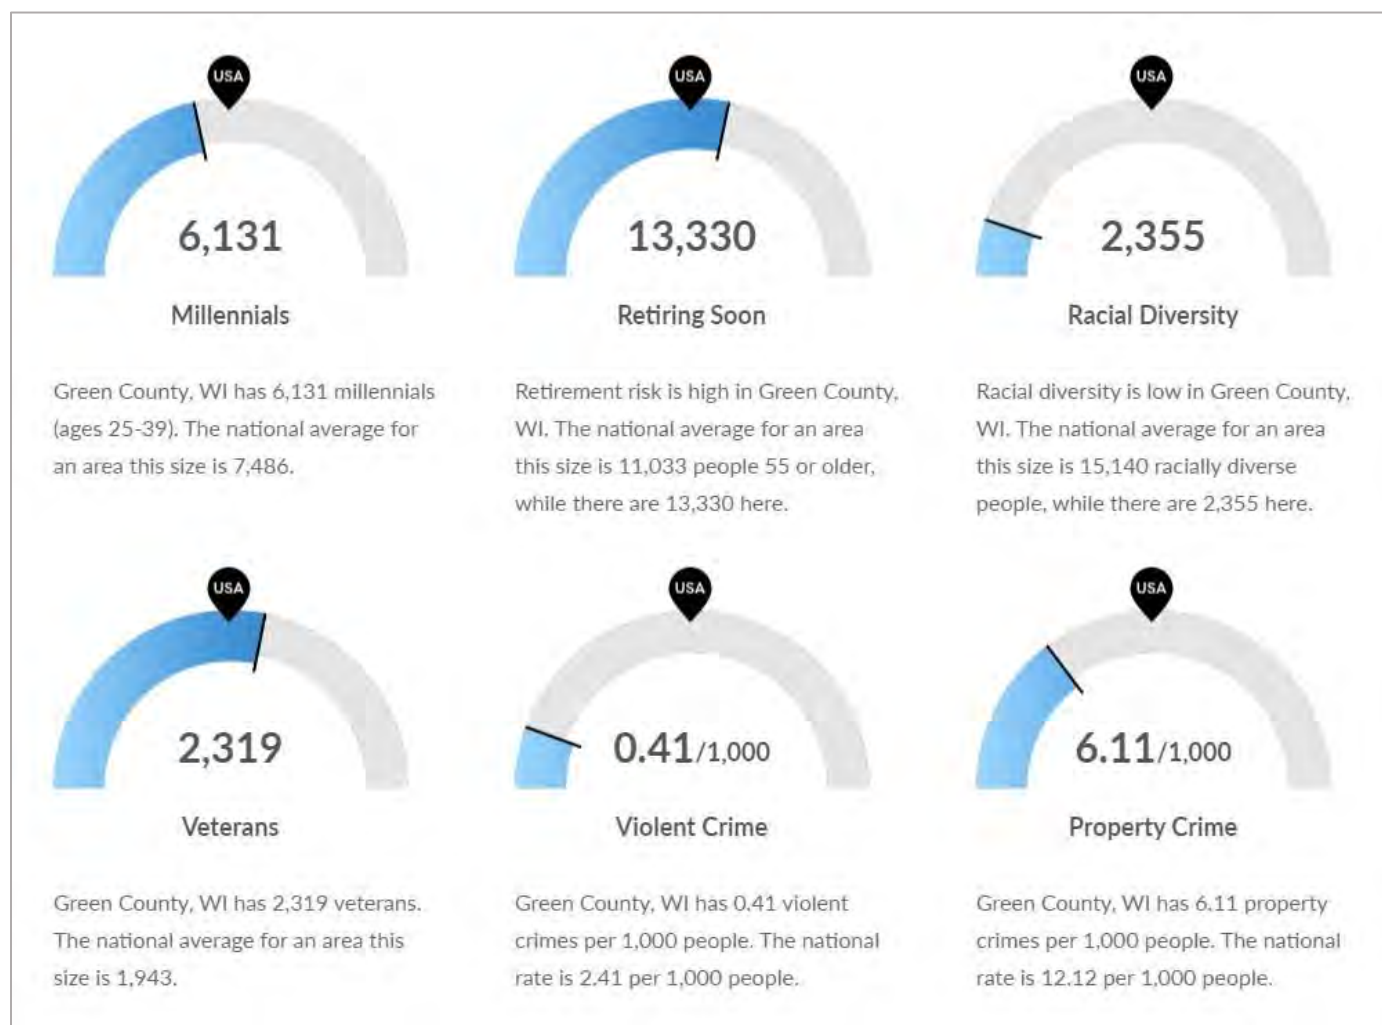 USA
6,131
Millennials
Green County, WI has 6,131 millennials
(ages 25-39). The national average for
an area this size is 7,486.
USA
13,330
Retiring Soon
Retirement risk is high in Green County,
WI. The national average for an area
this size is 11,033 people 55 or older,
while there are 13,330 here.
USA
2,355
Racial Diversity
Racial diversity is low in Green County,
WI. The national average for an area
this size is 15,140 racially diverse
people, while there are 2,355 here.
USA
2,319
Veterans
Green County, WI has 2,319 veterans.
The national average for an area this
size is 1,943.
USA
0.41/1,000
Violent Crime
Green County, WI has 0.41 violent
crimes per 1,000 people. The national
rate is 2.41 per 1,000 people.
USA
6.11/1,000
Property Crime
Green County, WI has 6.11 property
crimes per 1,000 people. The national
rate is 12.12 per 1,000 people.